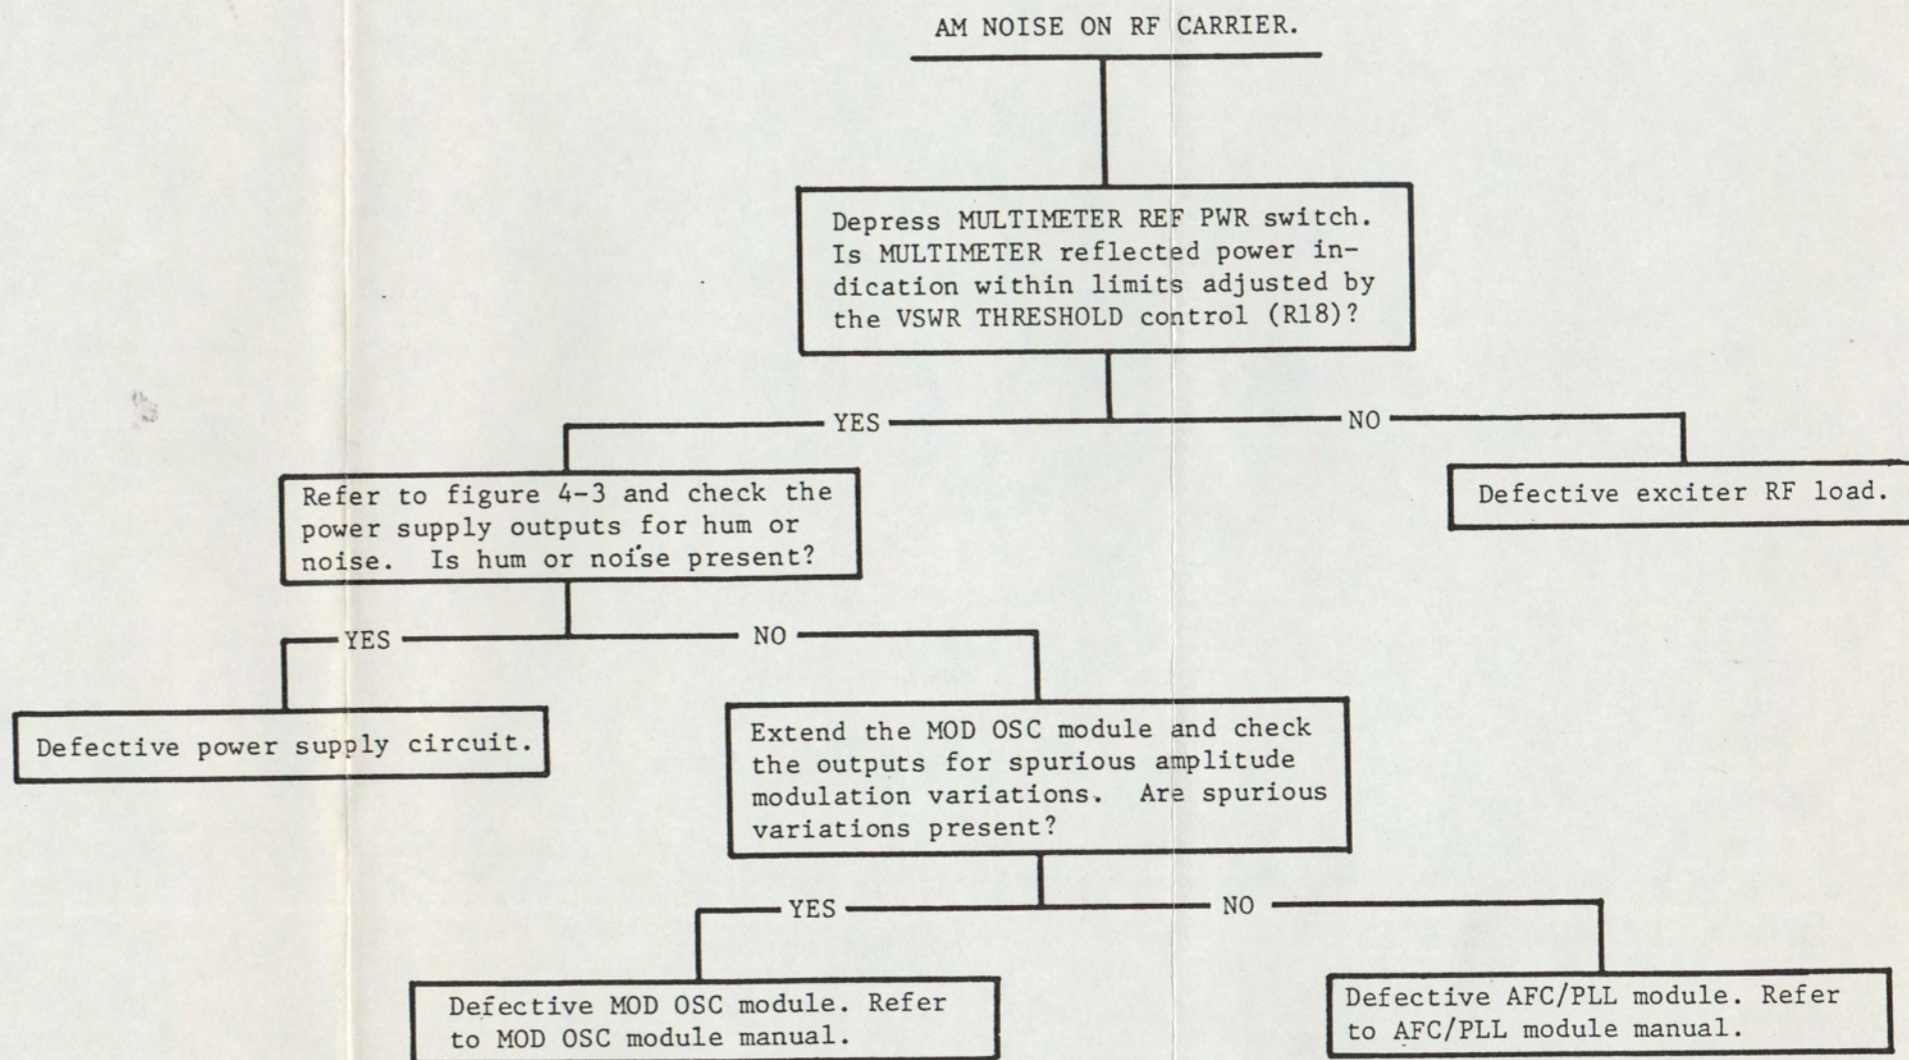 AM NOISE ON RF CARRIER.
Depress MULTIMETER REF PWR switch.
Is MULTIMETER reflected power in-
dication within limits adjusted by
the VSWR THRESHOLD control (R18)?
YES
NO
Refer to figure 4-3 and check the
power supply outputs for hum or
noise. Is hum or noise present?
Defective exciter RF load.
YES
NO
Defective power supply circuit.
Extend the MOD OSC module and check
the outputs for spurious amplitude
modulation variations. Are spurious
variations present?
YES
NO
Defective MOD OSC module. Refer
to MOD OSC module manual.
Defective AFC/PLL module. Refer
to AFC/PLL module manual.